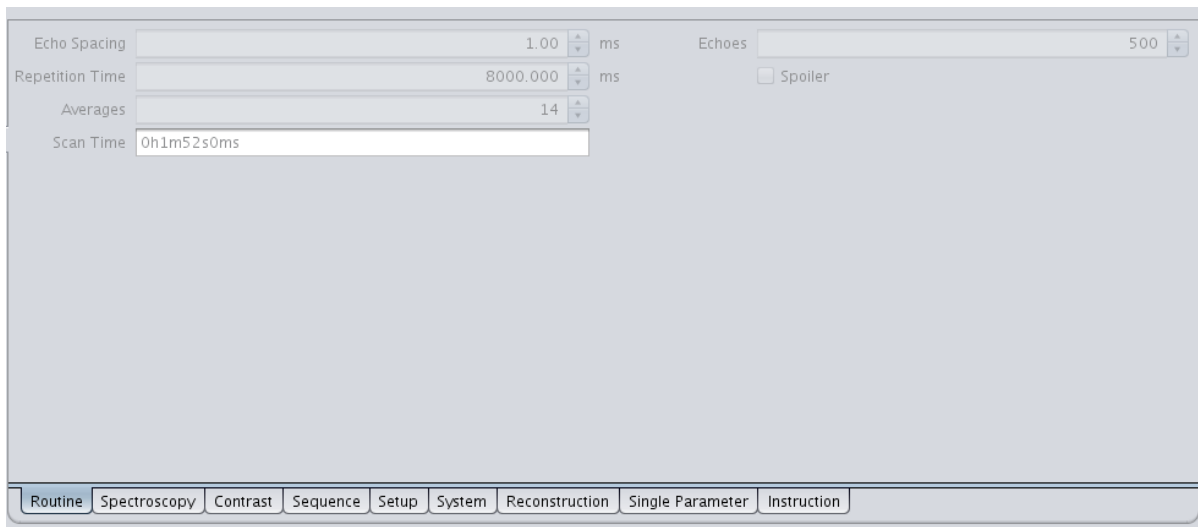 Echo Spacing 1.00 ms Echoes 500
Repetition Time 8000.000 ms Spoiler
Averages 14
Scan Time 0h1m52s0ms
Routine Spectroscopy Contrast Sequence Setup System Reconstruction Single Parameter Instruction